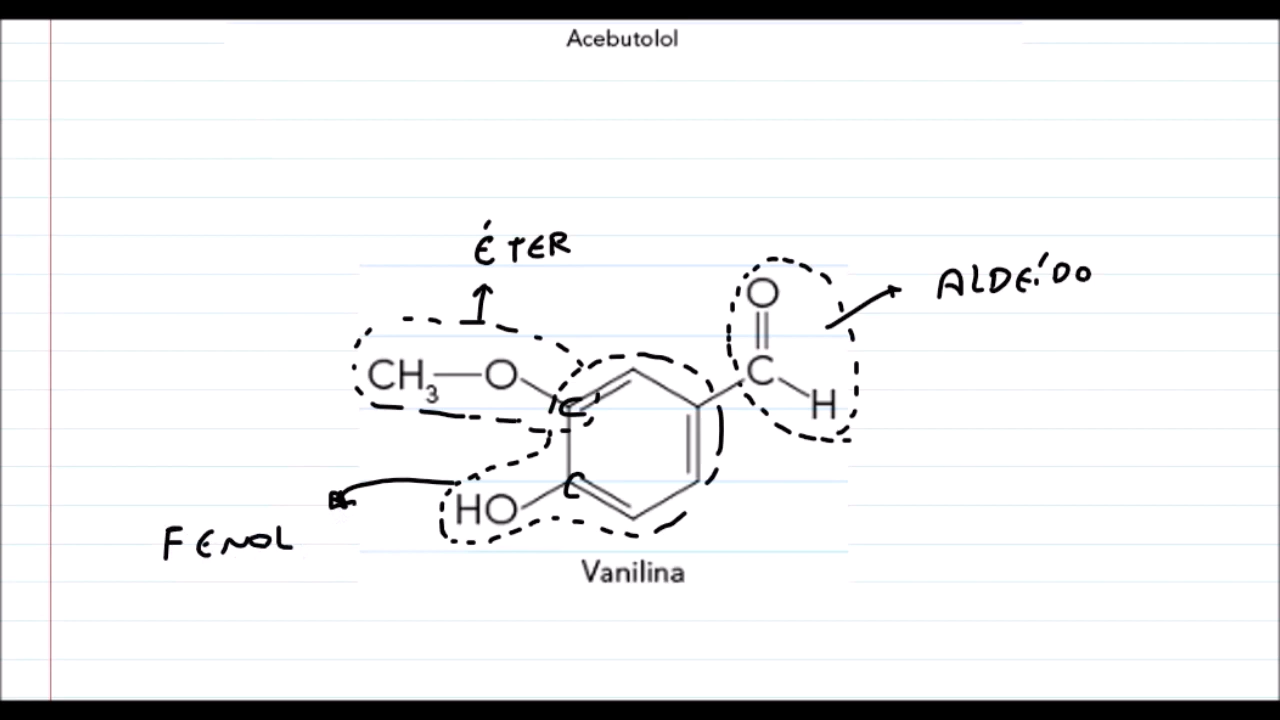 Acebutolol
ÉTER
ALDEÍDO
O
CH3—O
C
H
C
C
HO
FENOL
Vanilina